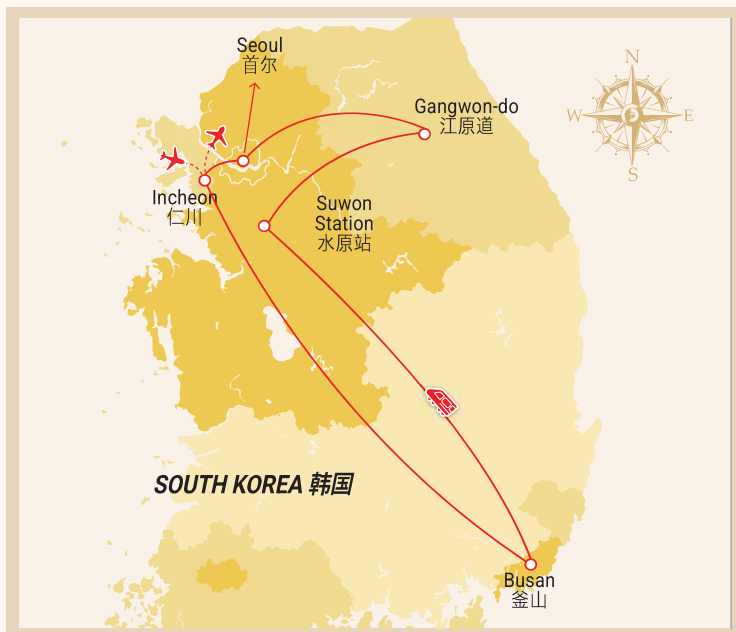 Seoul
首尔
N
Gangwon-do
江原道
W
E
S
Incheon
仁川
Suwon
Station
水原站
SOUTH KOREA 韩国
Busan
釜山